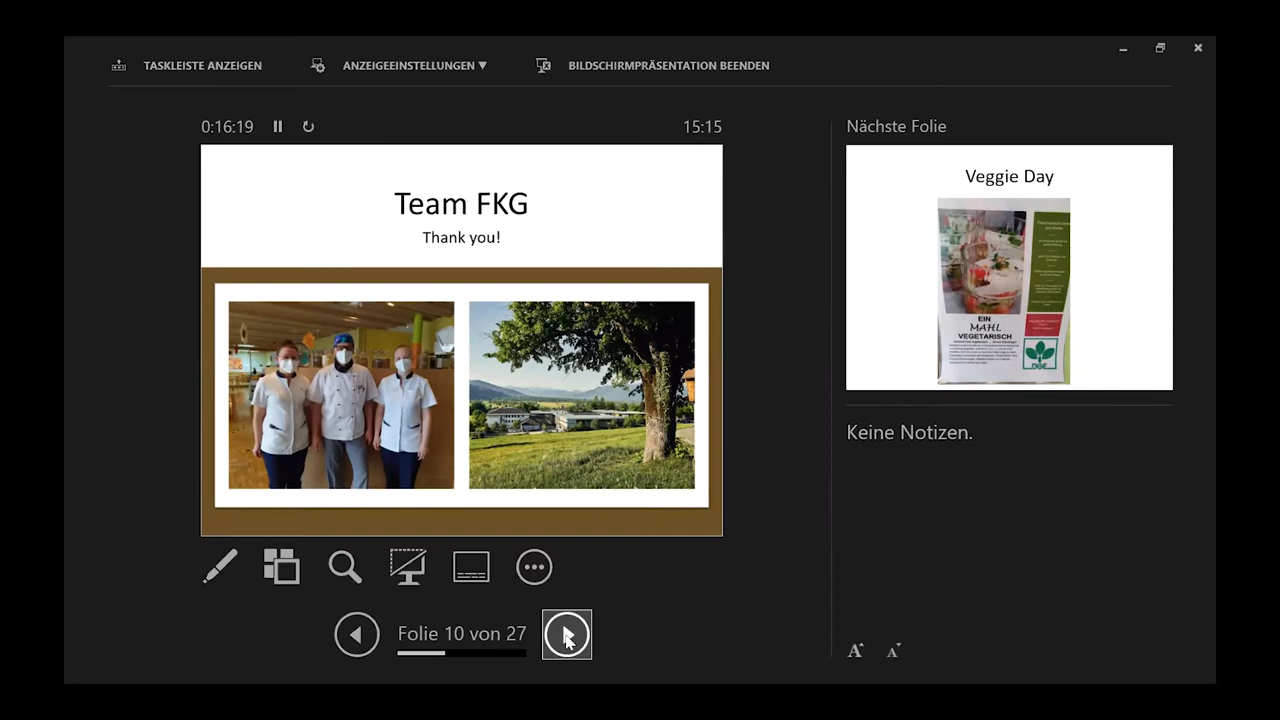 TASKLEISTE ANZEIGEN
ANZEIGEEINSTELLUNGEN ▼
BILDSCHIRMPRÄSENTATION BEENDEN
0:16:19
15:15
Team FKG
Thank you!
Folie 10 von 27
Nächste Folie
Veggie Day
EIN
MAHL
VEGETARISCH
DGE
Keine Notizen.
A A